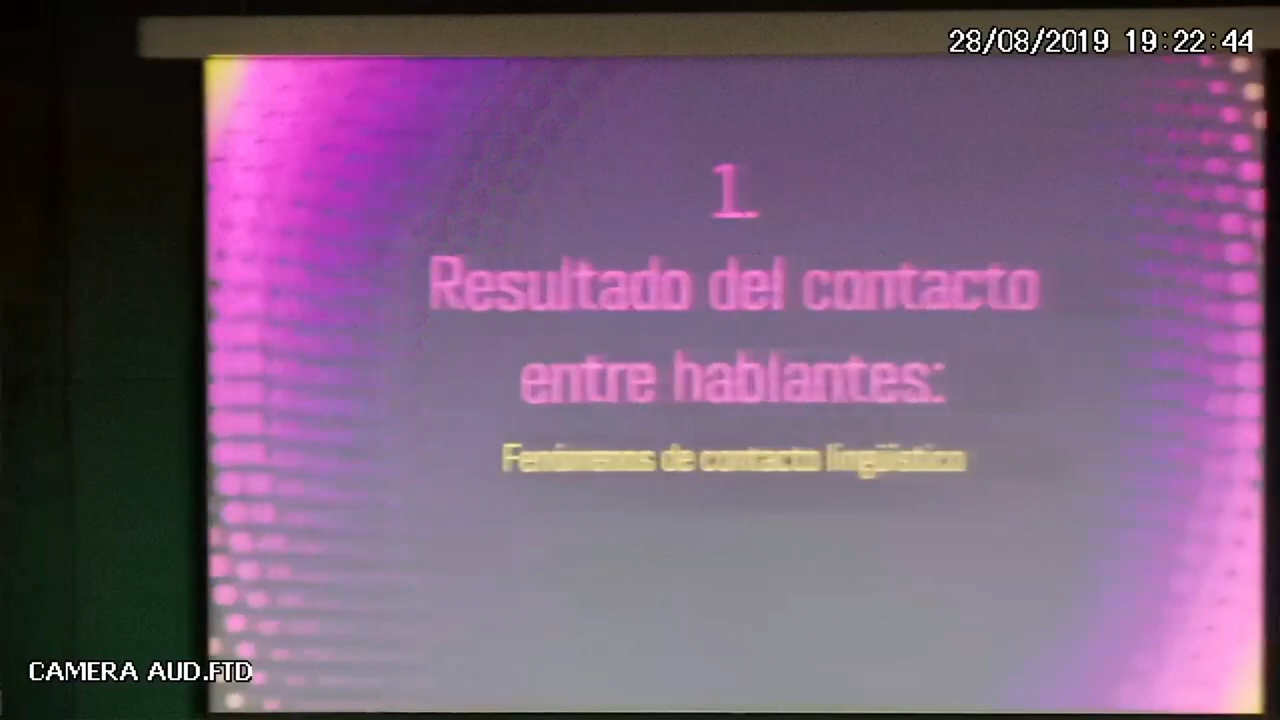 28/08/2019 19:22:44
1.
Resultado del contacto
entre hablantes:
Fenómenos de contacto lingüístico
CAMERA AUD.FTD